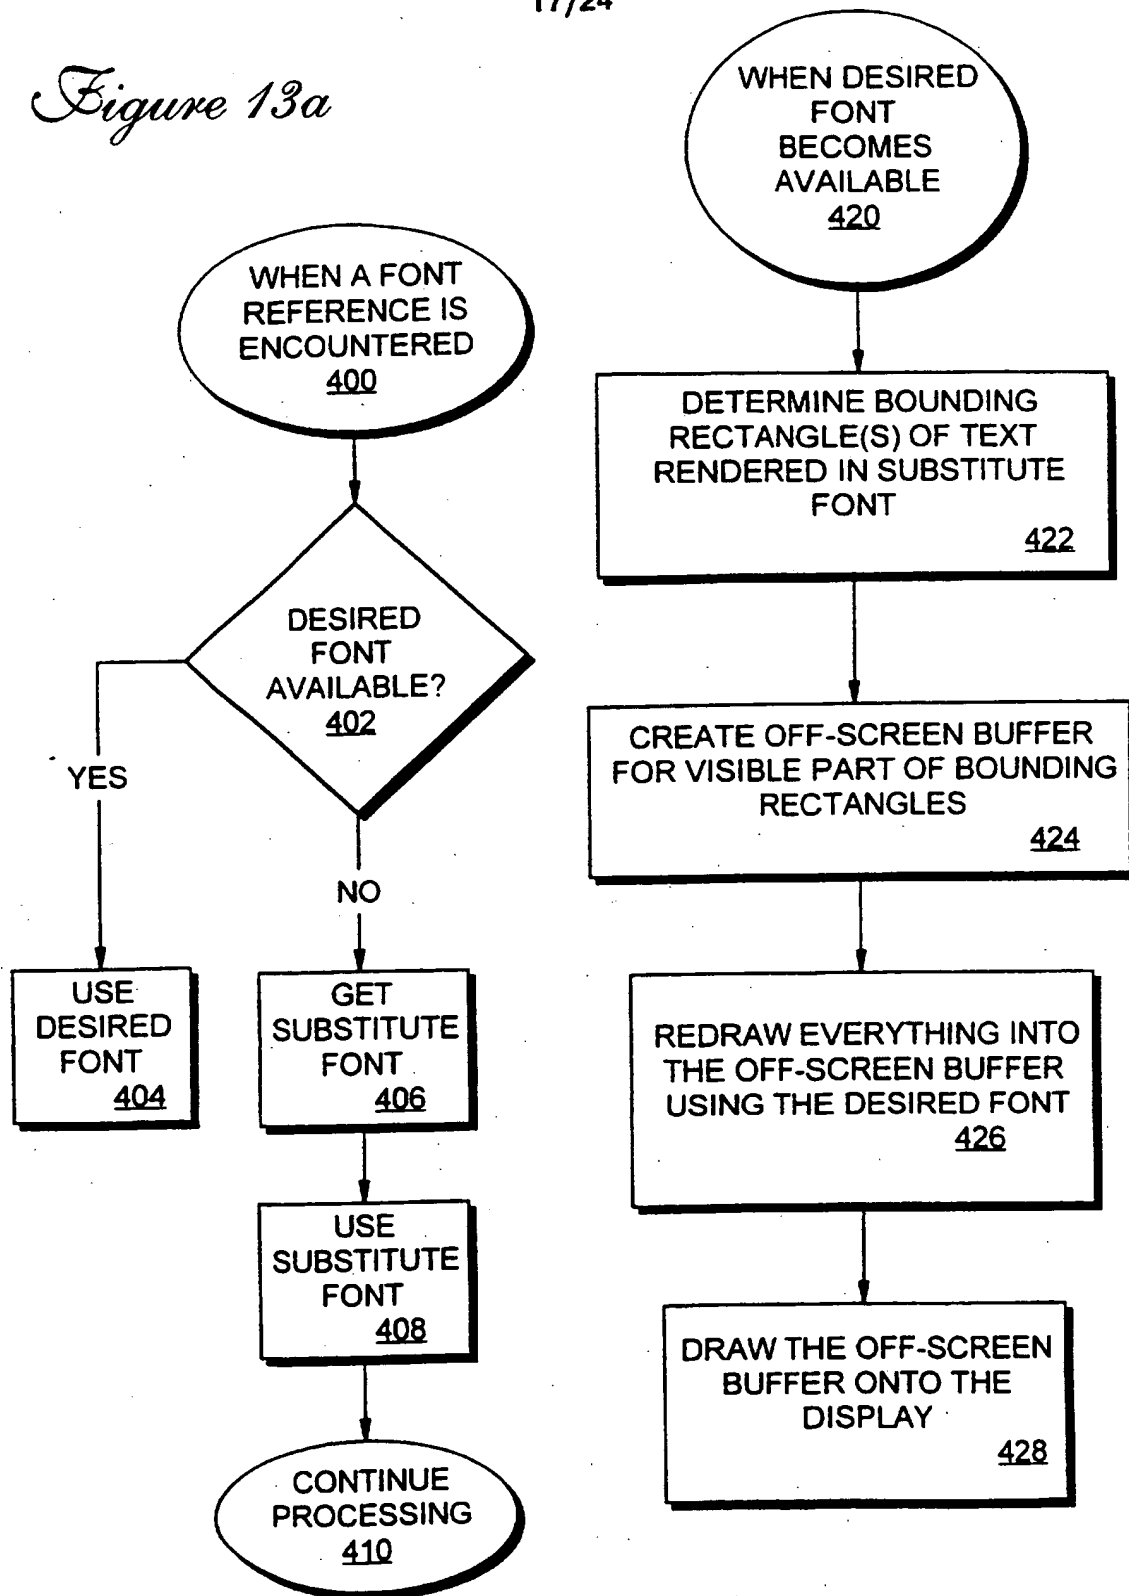 17/24
Figure 13a
WHEN A FONT
REFERENCE IS
ENCOUNTERED
400
DESIRED
FONT
AVAILABLE?
402
YES
NO
USE
DESIRED
FONT
404
GET
SUBSTITUTE
FONT
406
USE
SUBSTITUTE
FONT
408
CONTINUE
PROCESSING
410
WHEN DESIRED
FONT
BECOMES
AVAILABLE
420
DETERMINE BOUNDING
RECTANGLE(S) OF TEXT
RENDERED IN SUBSTITUTE
FONT
422
CREATE OFF-SCREEN BUFFER
FOR VISIBLE PART OF BOUNDING
RECTANGLES
424
REDRAW EVERYTHING INTO
THE OFF-SCREEN BUFFER
USING THE DESIRED FONT
426
DRAW THE OFF-SCREEN
BUFFER ONTO THE
DISPLAY
428